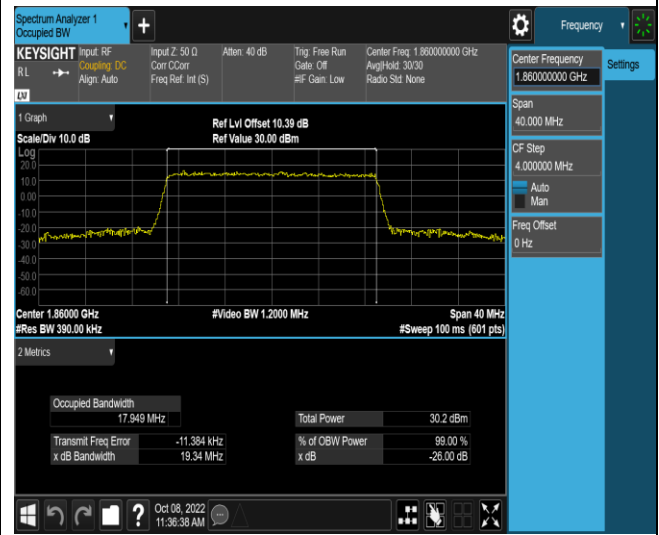 Spectrum Analyzer 1
Occupied BW
Frequency
KEYSIGHT
RL
LXI
Input: RF
Coupling: DC
Align: Auto
Input Z: 50 Ω
Corr CCorr
Freq Ref: Int (S)
Atten: 40 dB
Trig: Free Run
Gate: Off
#IF Gain: Low
Center Freq: 1.860000000 GHz
Avg|Hold: 30/30
Radio Std: None
Center Frequency
1.860000000 GHz
Settings
Span
40.000 MHz
CF Step
4.000000 MHz
Auto
Man
Freq Offset
0 Hz
1 Graph
Scale/Div 10.0 dB
Ref Lvl Offset 10.39 dB
Ref Value 30.00 dBm
Log
20.0
10.0
0.00
-10.0
-20.0
-30.0
-40.0
-50.0
-60.0
Center 1.86000 GHz
#Video BW 1.2000 MHz
Span 40 MHz
#Res BW 390.00 kHz
#Sweep 100 ms (601 pts)
2 Metrics
Occupied Bandwidth
17.949 MHz
Total Power 30.2 dBm
Transmit Freq Error -11.384 kHz
% of OBW Power 99.00 %
x dB Bandwidth 19.34 MHz
x dB -26.00 dB
?
Oct 08, 2022
11:36:38 AM